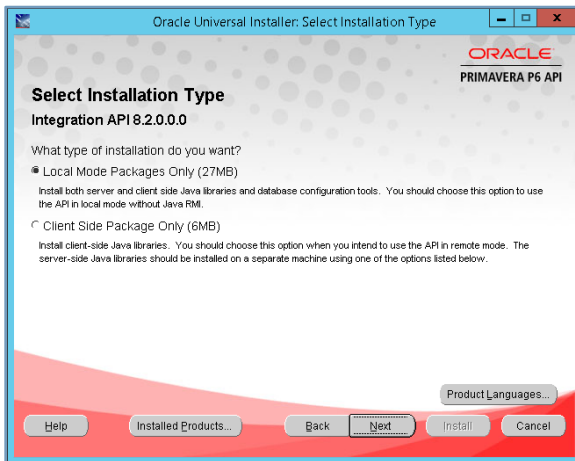 Oracle Universal Installer: Select Installation Type
ORACLE
PRIMAVERA P6 API
Select Installation Type
Integration API 8.2.0.0.0
What type of installation do you want?
Local Mode Packages Only (27MB)
Install both server and client side Java libraries and database configuration tools. You should choose this option to use
the API in local mode without Java RMI.
Client Side Package Only (6MB)
Install client-side Java libraries. You should choose this option when you intend to use the API in remote mode. The
server-side Java libraries should be installed on a separate machine using one of the options listed below.
Product Languages...
Help Installed Products... Back Next Install Cancel